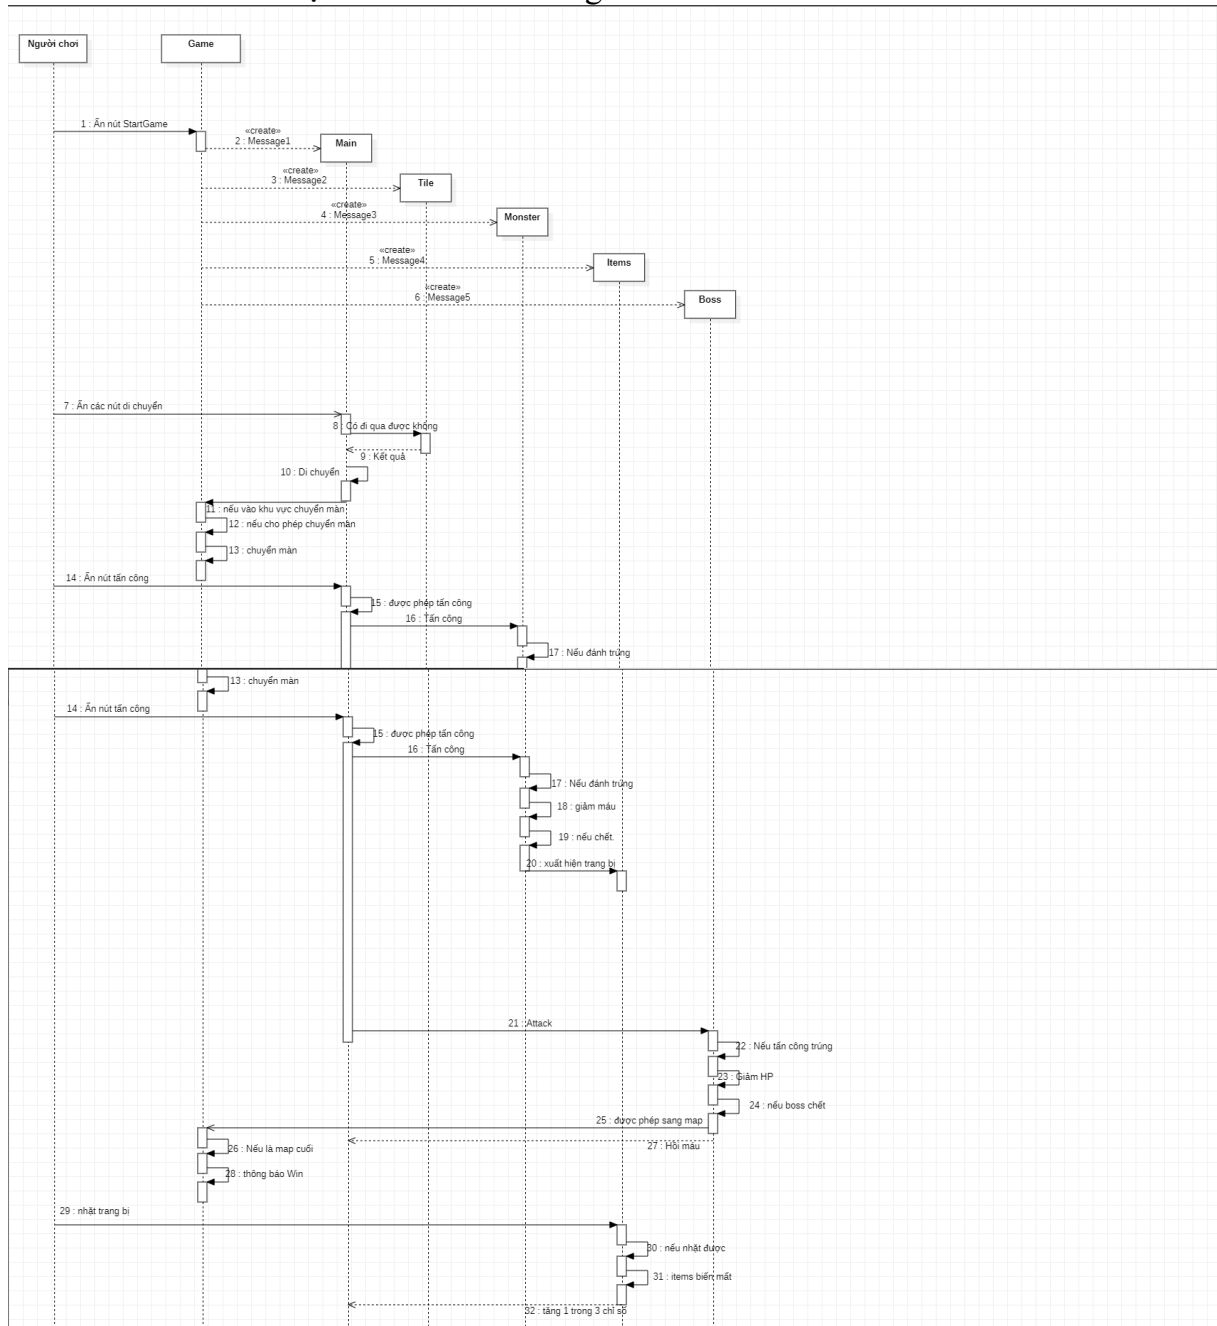 Người chơi
Game
1 : Ấn nút StartGame
«create»
2 : Message1
Main
«create»
3 : Message2
Tile
«create»
4 : Message3
Monster
«create»
5 : Message4
Items
«create»
6 : Message5
Boss
7 : Ấn các nút di chuyển
8 : Có đi qua được không
9 : Kết quả
10 : Di chuyển
11 : nếu vào khu vực chuyển màn
12 : nếu cho phép chuyển màn
13 : chuyển màn
14 : Ấn nút tấn công
15 : được phép tấn công
16 : Tấn công
17 : Nếu đánh trúng
13 : chuyển màn
14 : Ấn nút tấn công
15 : được phép tấn công
16 : Tấn công
17 : Nếu đánh trúng
18 : giảm máu
19 : nếu chết.
20 : xuất hiện trang bị
21 : Attack
22 : Nếu tấn công trúng
23 : Giảm HP
24 : nếu boss chết
25 : được phép sang map
26 : Nếu là map cuối
27 : Hồi máu
28 : thông báo Win
29 : nhặt trang bị
30 : nếu nhặt được
31 : items biến mất
32 : tăng 1 trong 3 chỉ số